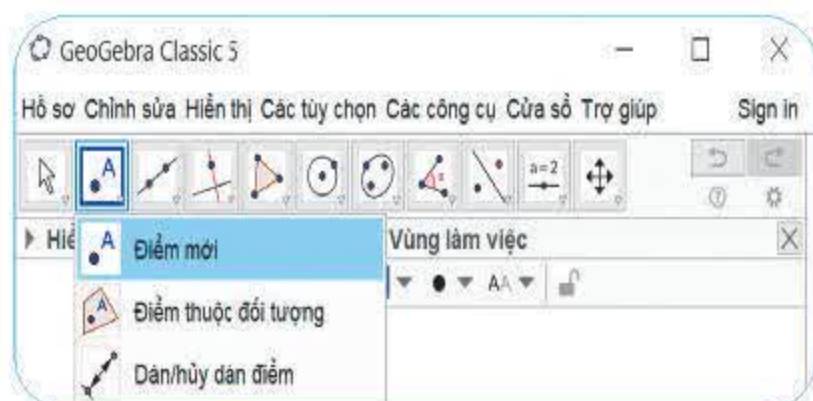 GeoGebra Classic 5
Hồ sơ Chỉnh sửa Hiển thị Các tùy chọn Các công cụ Cửa sổ Trợ giúp Sign in
A a=2
Hiể Vùng làm việc
A Điểm mới
AA
A Điểm thuộc đối tượng
Dán/hủy dán điểm